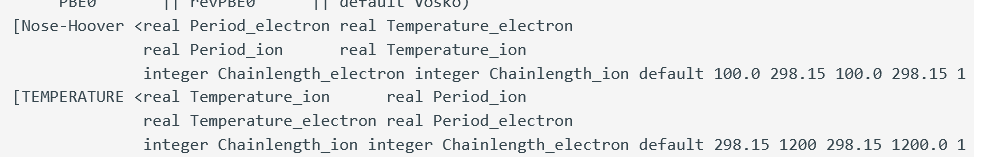 PBE0        || revPBE0      || default Vosko)
[Nose-Hoover <real Period_electron real Temperature_electron
real Period_ion      real Temperature_ion
integer Chainlength_electron integer Chainlength_ion default 100.0 298.15 100.0 298.15 1
[TEMPERATURE <real Temperature_ion      real Period_ion
real Temperature_electron real Period_electron
integer Chainlength_ion integer Chainlength_electron default 298.15 1200 298.15 1200.0 1